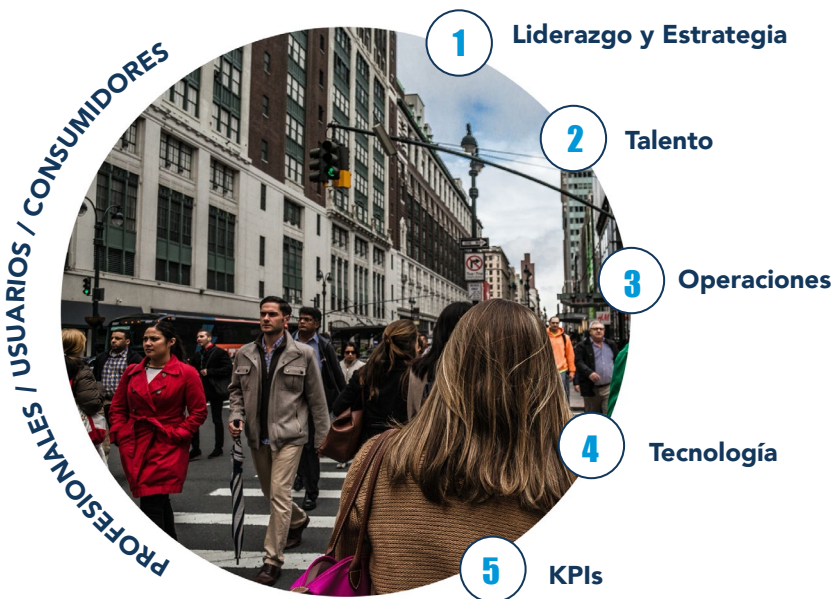 PROFESIONALES / USUARIOS / CONSUMIDORES
1 Liderazgo y Estrategia
2 Talento
3 Operaciones
4 Tecnología
5 KPIs